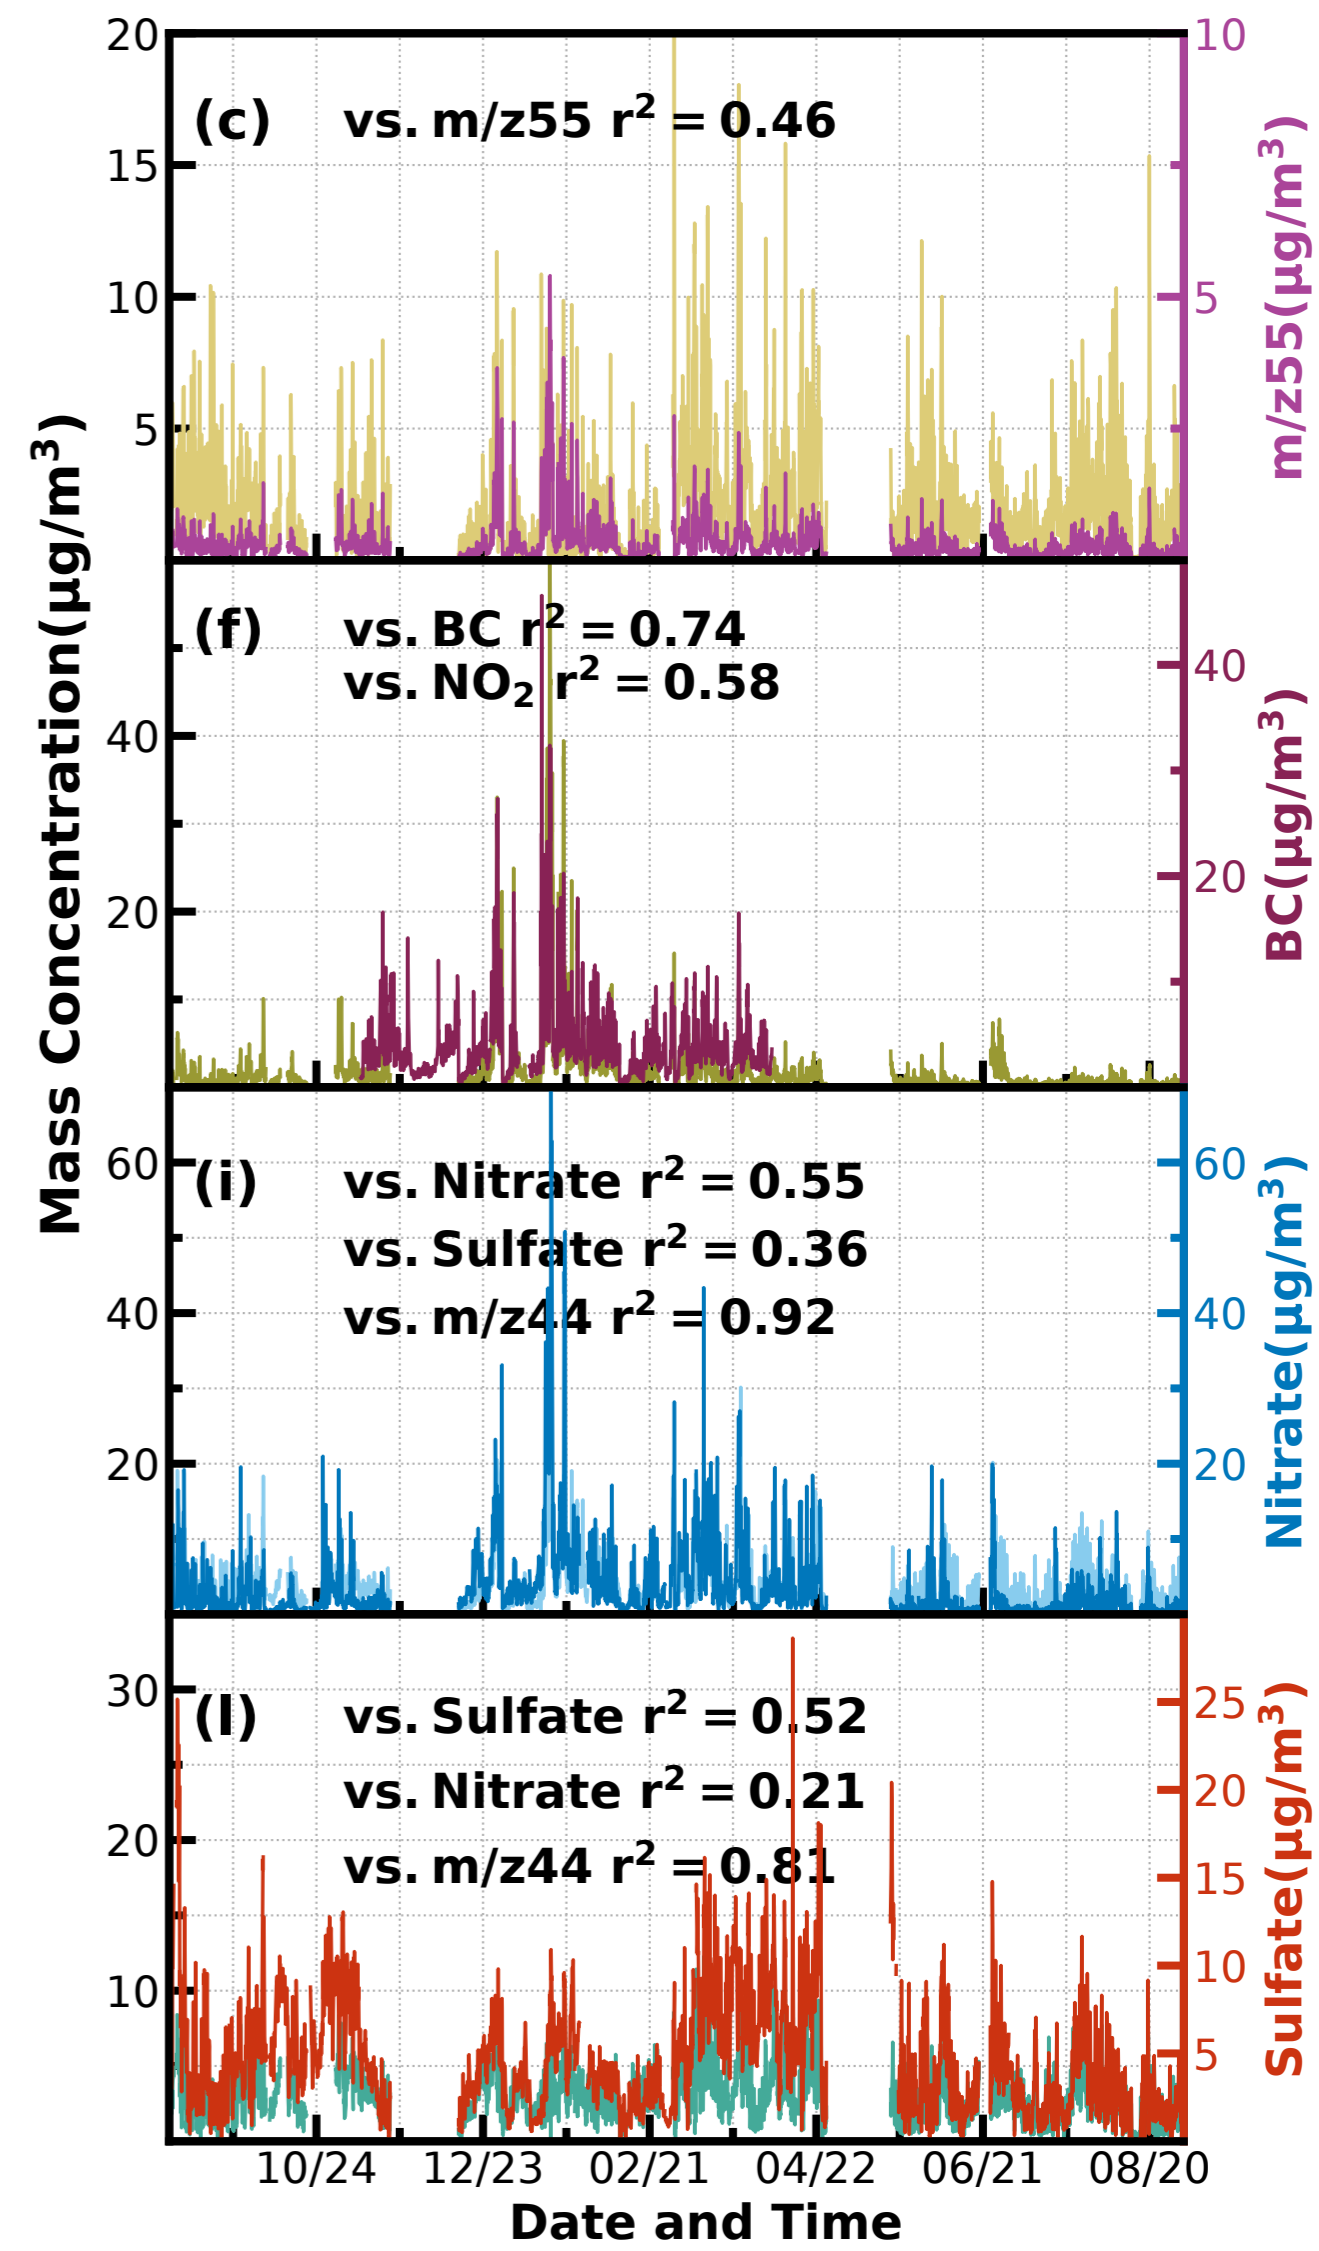 Mass Concentration(μg/m³)
20
15
10
5
(c)
vs. m/z55 r² = 0.46
10
5
m/z55(μg/m³)
40
20
(f)
vs. BC r² = 0.74
vs. NO₂ r² = 0.58
40
20
BC(μg/m³)
60
40
20
(i)
vs. Nitrate r² = 0.55
vs. Sulfate r² = 0.36
vs. m/z44 r² = 0.92
60
40
20
Nitrate(μg/m³)
30
20
10
(l)
vs. Sulfate r² = 0.52
vs. Nitrate r² = 0.21
vs. m/z44 r² = 0.81
25
20
15
10
5
Sulfate(μg/m³)
10/24 12/23 02/21 04/22 06/21 08/20
Date and Time